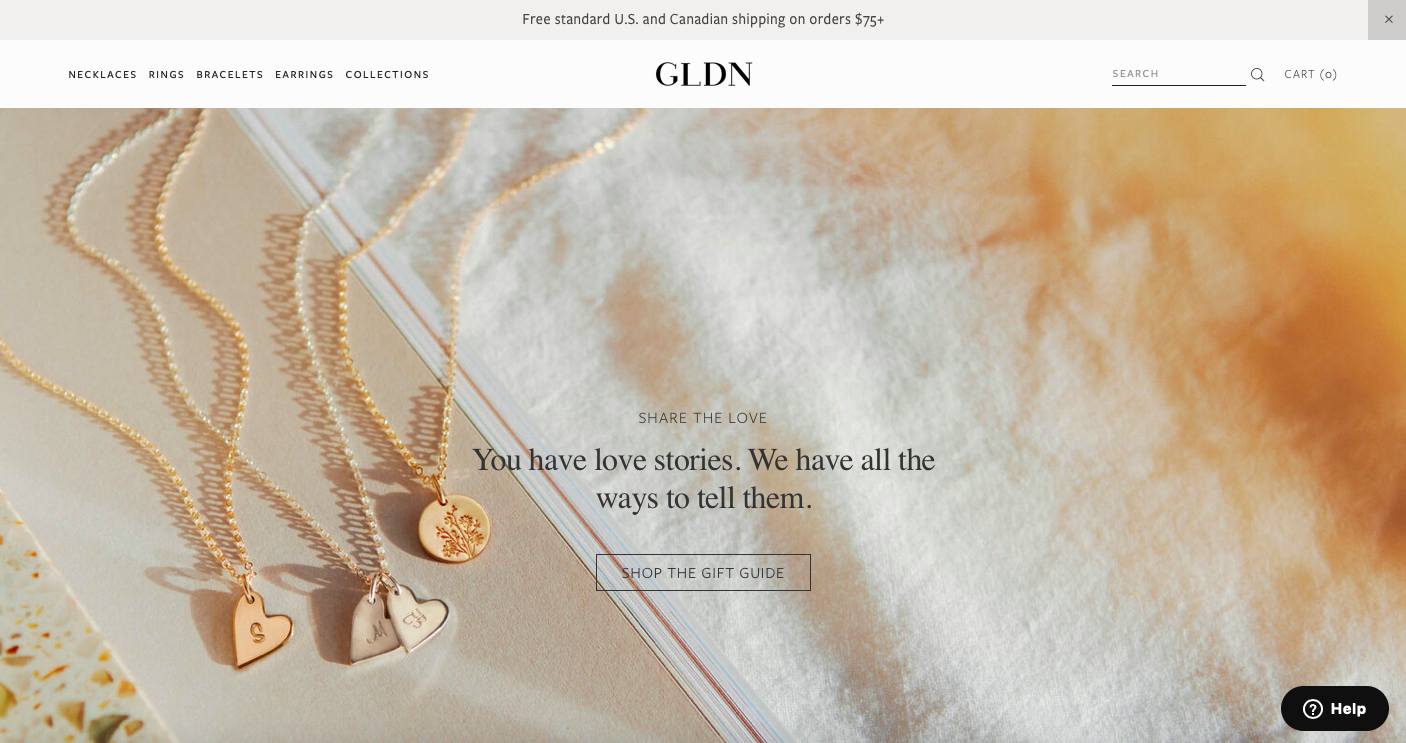 Free standard U.S. and Canadian shipping on orders $75+
×
NECKLACES RINGS BRACELETS EARRINGS COLLECTIONS
GLDN
SEARCH
CART (0)
SHARE THE LOVE
You have love stories. We have all the
ways to tell them.
SHOP THE GIFT GUIDE
S
M
? Help